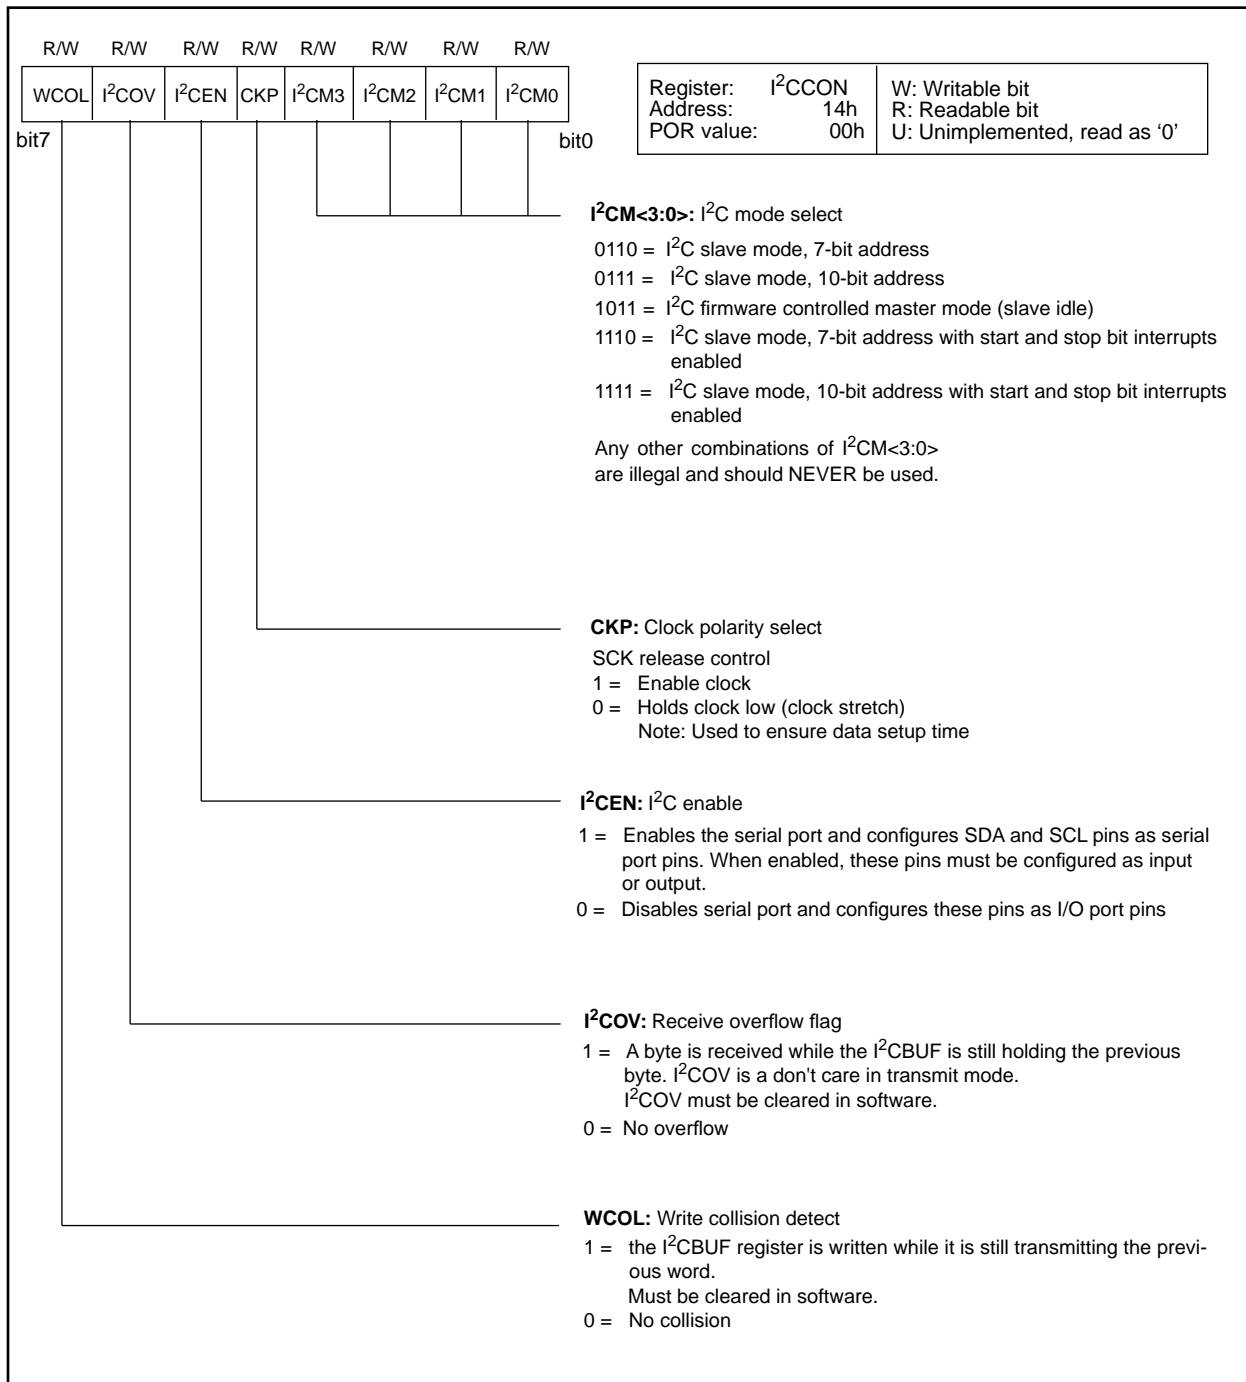 R/W R/W R/W R/W R/W R/W R/W R/W
WCOL I²COV I²CEN CKP I²CM3 I²CM2 I²CM1 I²CM0
bit7 bit0
Register: I²CCON
Address: 14h
POR value: 00h
W: Writable bit
R: Readable bit
U: Unimplemented, read as ‘0’
I²CM<3:0>: I²C mode select
0110 = I²C slave mode, 7-bit address
0111 = I²C slave mode, 10-bit address
1011 = I²C firmware controlled master mode (slave idle)
1110 = I²C slave mode, 7-bit address with start and stop bit interrupts
enabled
1111 = I²C slave mode, 10-bit address with start and stop bit interrupts
enabled
Any other combinations of I²CM<3:0>
are illegal and should NEVER be used.
CKP: Clock polarity select
SCK release control
1 = Enable clock
0 = Holds clock low (clock stretch)
Note: Used to ensure data setup time
I²CEN: I²C enable
1 = Enables the serial port and configures SDA and SCL pins as serial
port pins. When enabled, these pins must be configured as input
or output.
0 = Disables serial port and configures these pins as I/O port pins
I²COV: Receive overflow flag
1 = A byte is received while the I²CBUF is still holding the previous
byte. I²COV is a don't care in transmit mode.
I²COV must be cleared in software.
0 = No overflow
WCOL: Write collision detect
1 = the I²CBUF register is written while it is still transmitting the previ-
ous word.
Must be cleared in software.
0 = No collision